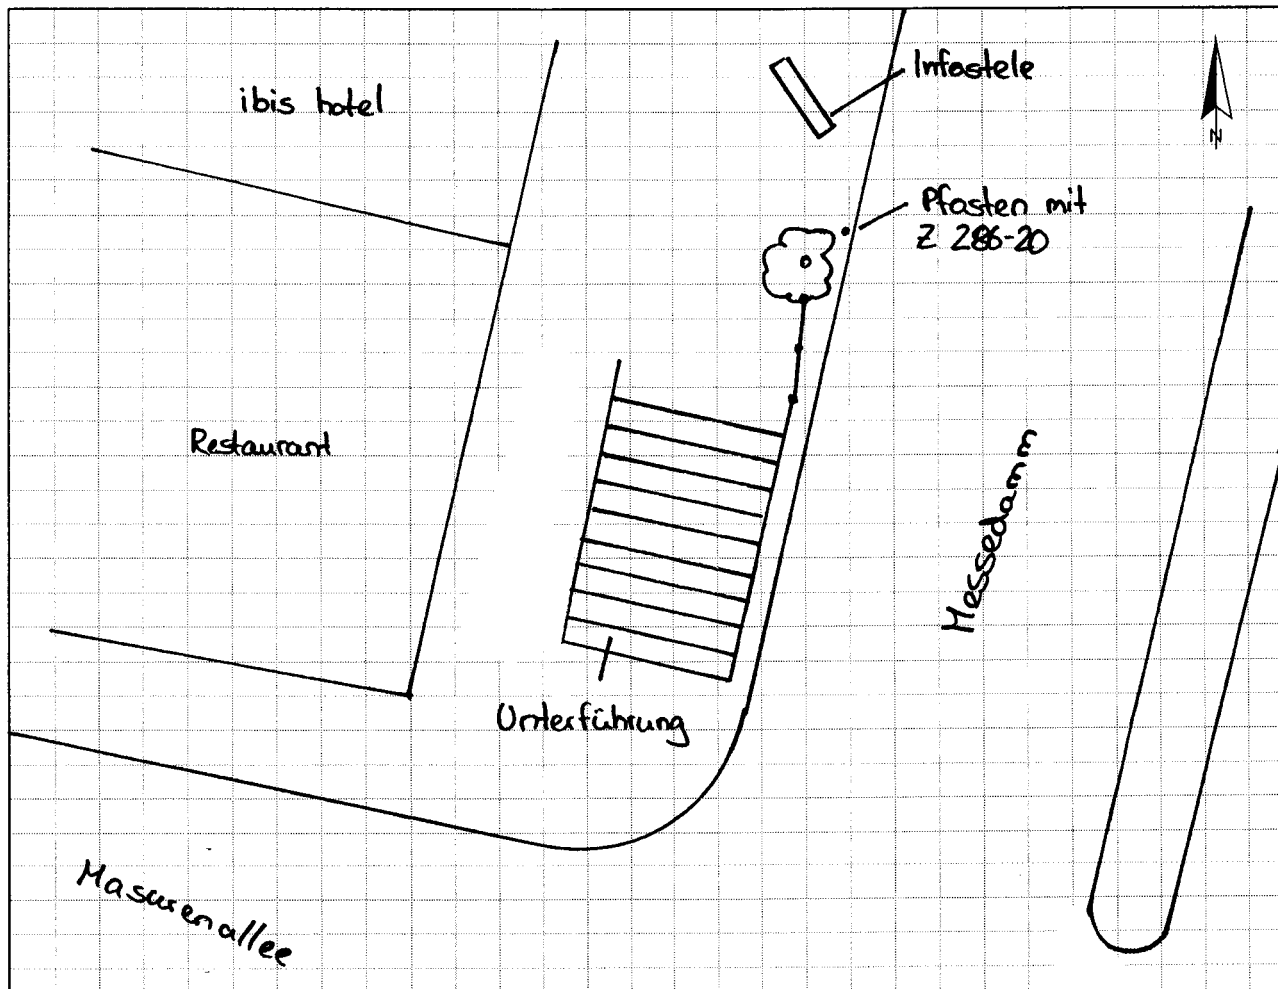 ibis hotel
Infostele
N
Pfosten mit
Z 286-20
Restaurant
Messedamm
Unterführung
Masurenallee